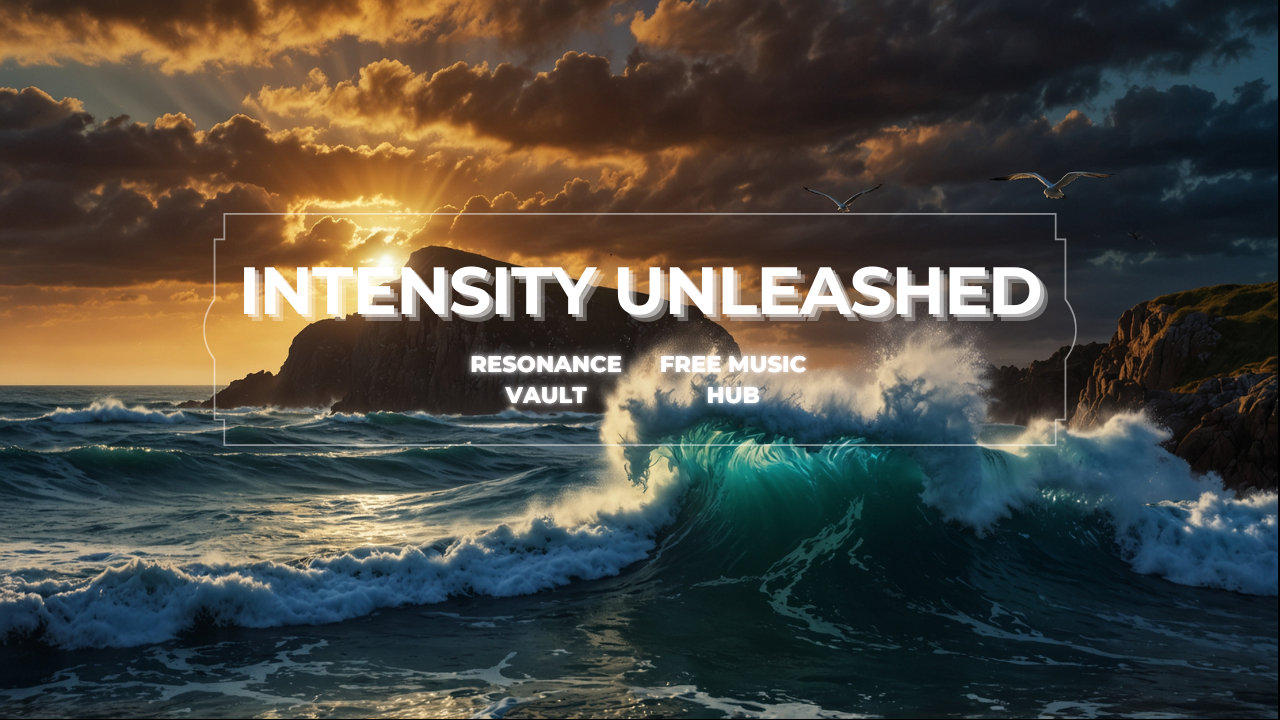 INTENSITY UNLEASHED
RESONANCE
VAULT
FREE MUSIC
HUB